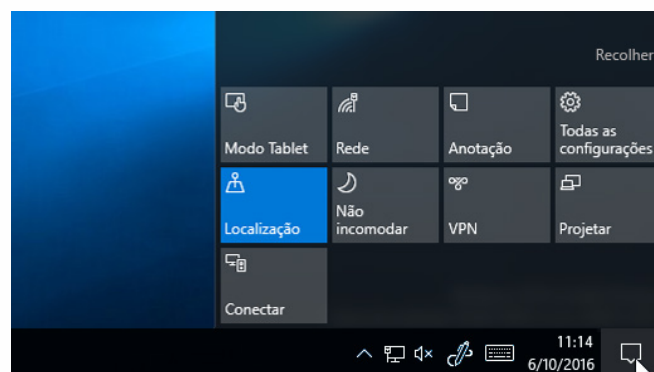 Recolher
Modo Tablet
Rede
Anotação
Todas as
configurações
Localização
Não
incomodar
VPN
Projetar
Conectar
11:14
6/10/2016